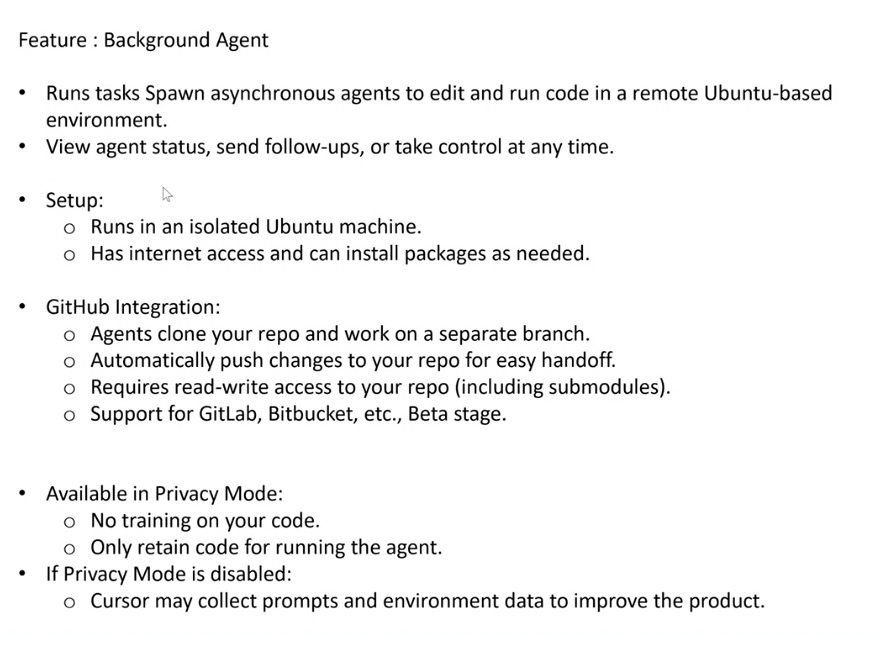 Feature : Background Agent
• Runs tasks Spawn asynchronous agents to edit and run code in a remote Ubuntu-based
environment.
• View agent status, send follow-ups, or take control at any time.
• Setup:
o Runs in an isolated Ubuntu machine.
o Has internet access and can install packages as needed.
• GitHub Integration:
o Agents clone your repo and work on a separate branch.
o Automatically push changes to your repo for easy handoff.
o Requires read-write access to your repo (including submodules).
o Support for GitLab, Bitbucket, etc., Beta stage.
• Available in Privacy Mode:
o No training on your code.
o Only retain code for running the agent.
• If Privacy Mode is disabled:
o Cursor may collect prompts and environment data to improve the product.